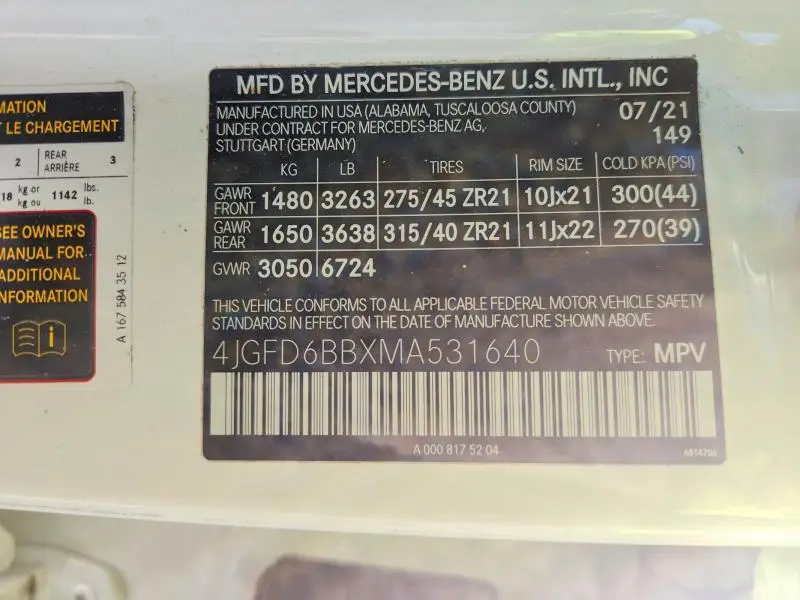 MATION
T LE CHARGEMENT
2 REAR ARRIÈRE 3
18 kg or kg ou 1142 lbs. lb.
SEE OWNER'S
MANUAL FOR
ADDITIONAL
INFORMATION
A 167 584 35 12
MFD BY MERCEDES-BENZ U.S. INTL., INC
MANUFACTURED IN USA (ALABAMA, TUSCALOOSA COUNTY) 07/21
UNDER CONTRACT FOR MERCEDES-BENZ AG, 149
STUTTGART (GERMANY)
KG LB TIRES RIM SIZE COLD KPA (PSI)
GAWR FRONT 1480 3263 275/45 ZR21 10Jx21 300(44)
GAWR REAR 1650 3638 315/40 ZR21 11Jx22 270(39)
GVWR 3050 6724
THIS VEHICLE CONFORMS TO ALL APPLICABLE FEDERAL MOTOR VEHICLE SAFETY
STANDARDS IN EFFECT ON THE DATE OF MANUFACTURE SHOWN ABOVE.
4JGFD6BBXMA531640 TYPE: MPV
A 000 817 52 04
6814786